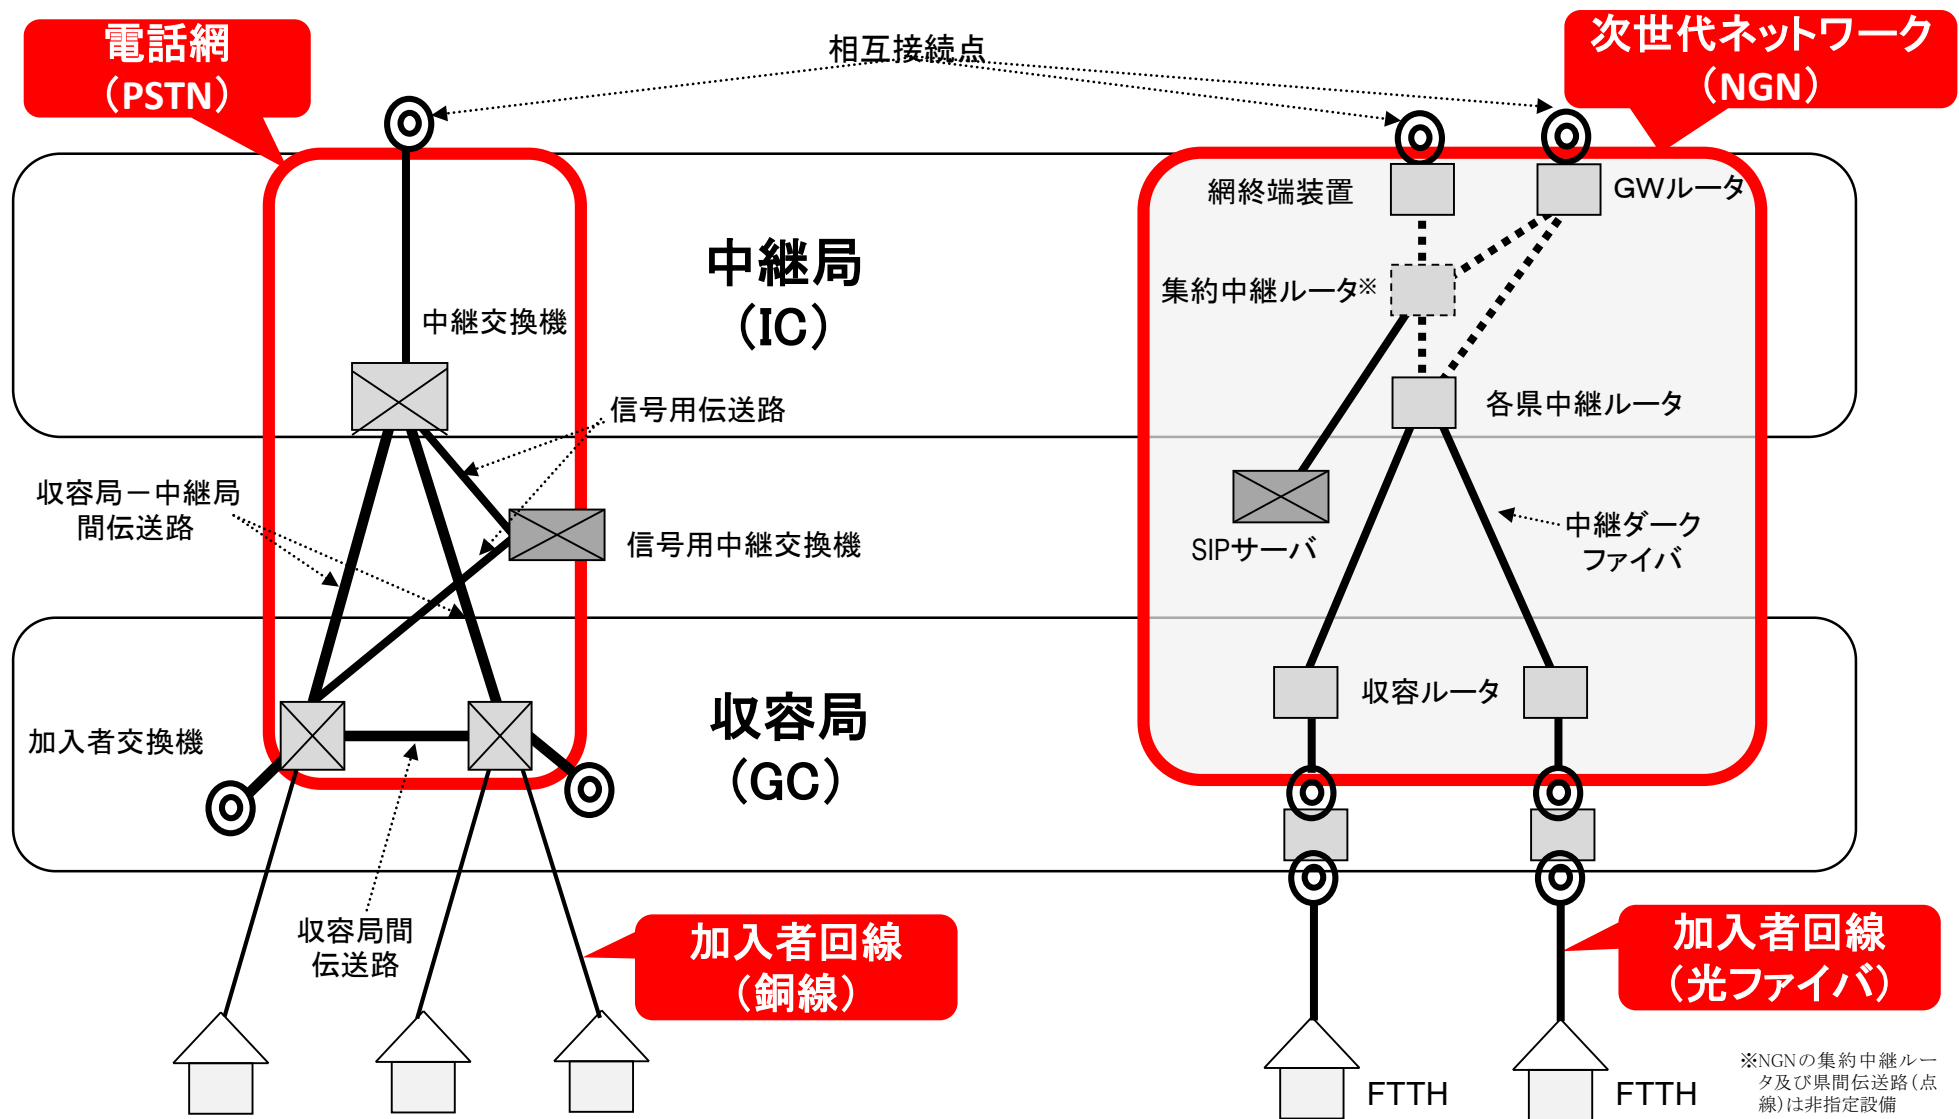 電話網
（PSTN）
相互接続点
次世代ネットワーク
（NGN）
網終端装置
GWルータ
中継局
（IC）
集約中継ルータ※
中継交換機
信号用伝送路
各県中継ルータ
収容局－中継局
間伝送路
信号用中継交換機
SIPサーバ
中継ダーク
ファイバ
収容局
（GC）
収容ルータ
加入者交換機
収容局間
伝送路
加入者回線
（銅線）
加入者回線
（光ファイバ）
FTTH
FTTH
※NGNの集約中継ルー
タ及び県間伝送路（点
線）は非指定設備